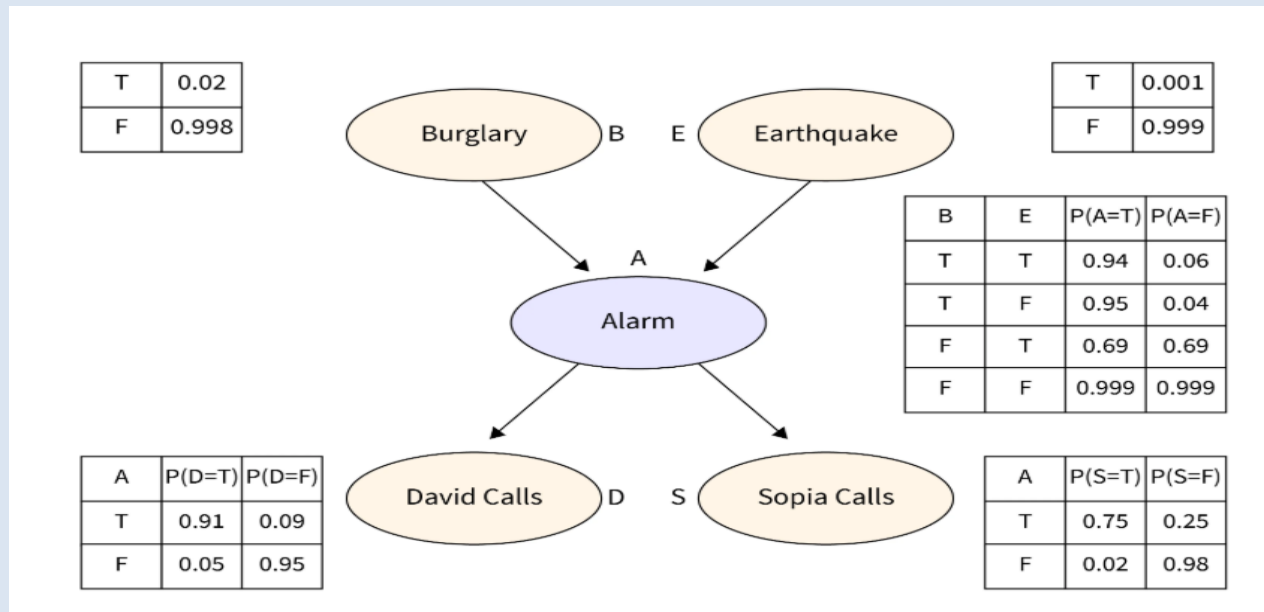 T 0.02
F 0.998
Burglary B
E Earthquake
T 0.001
F 0.999
B E P(A=T) P(A=F)
T T 0.94 0.06
T F 0.95 0.04
F T 0.69 0.69
F F 0.999 0.999
A
Alarm
A P(D=T) P(D=F)
T 0.91 0.09
F 0.05 0.95
David Calls D
S Sopia Calls
A P(S=T) P(S=F)
T 0.75 0.25
F 0.02 0.98